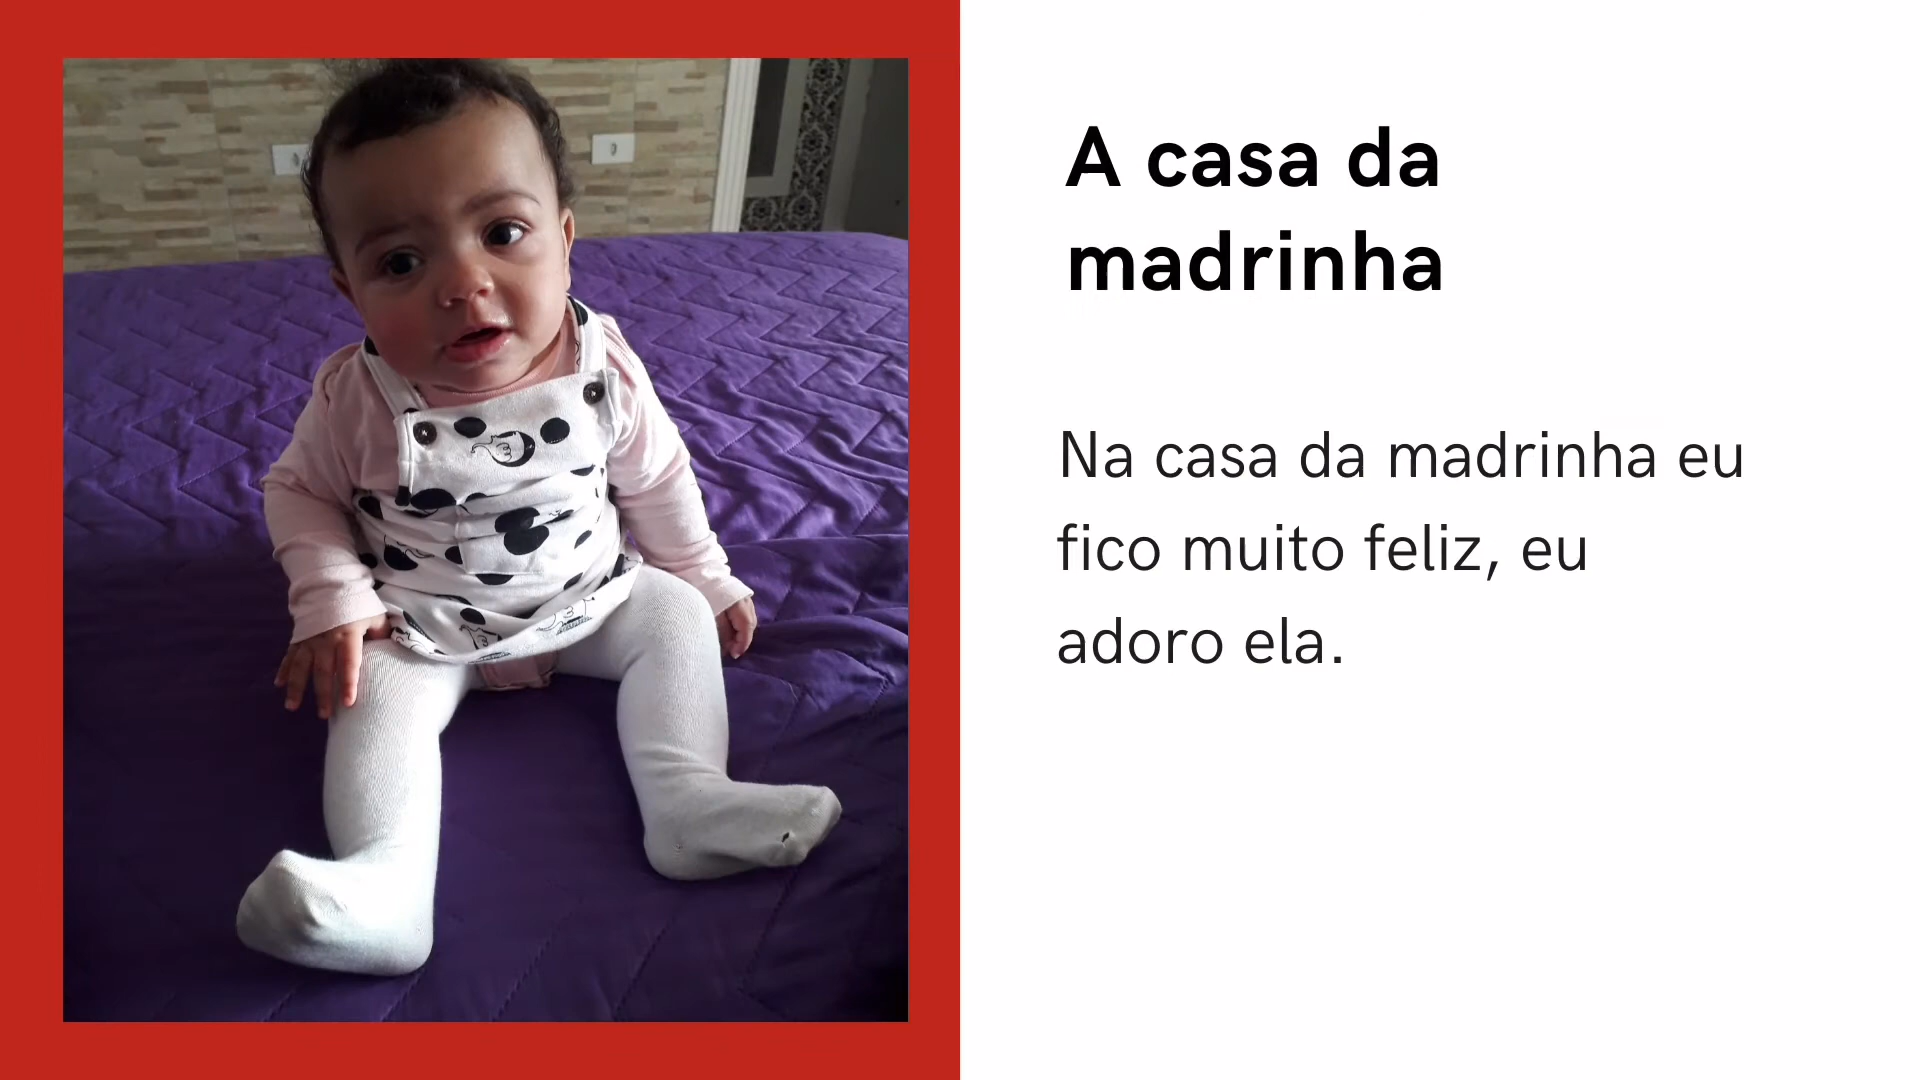 A casa da
madrinha
Na casa da madrinha eu
fico muito feliz, eu
adoro ela.